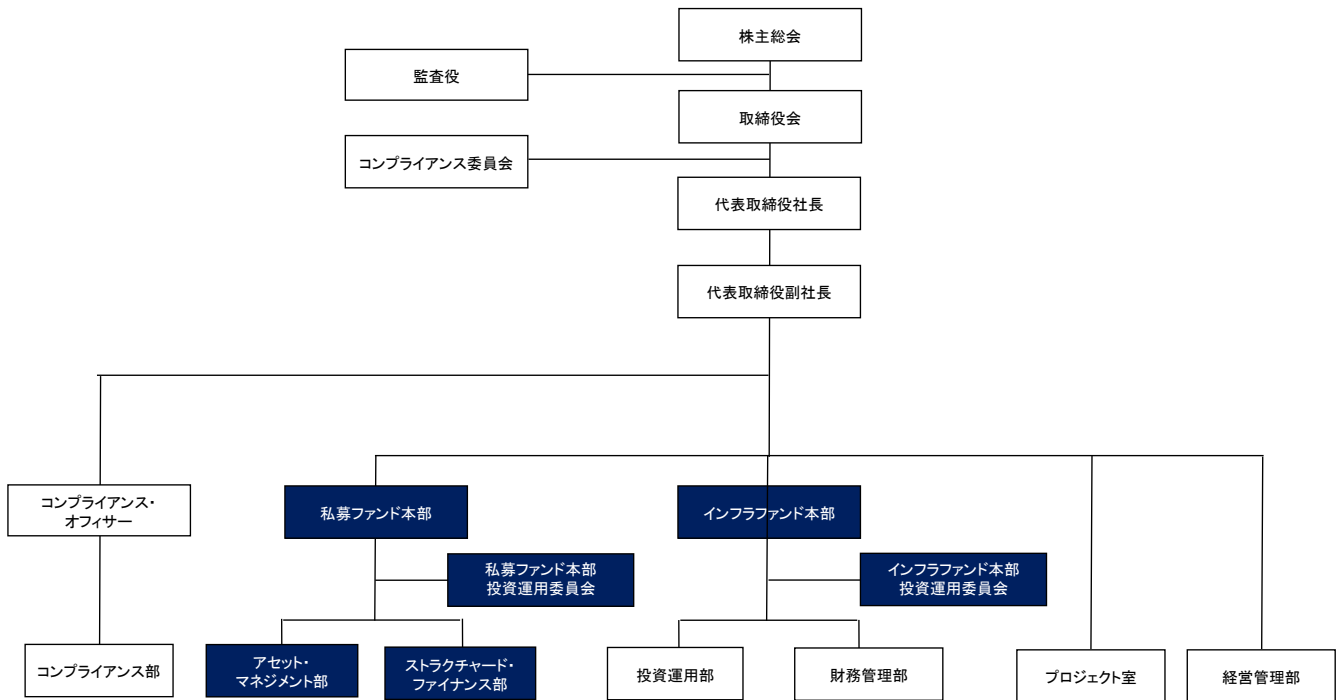 株主総会
監査役
取締役会
コンプライアンス委員会
代表取締役社長
代表取締役副社長
コンプライアンス・
オフィサー
私募ファンド本部
インフラファンド本部
私募ファンド本部
投資運用委員会
インフラファンド本部
投資運用委員会
コンプライアンス部
アセット・
マネジメント部
ストラクチャード・
ファイナンス部
投資運用部
財務管理部
プロジェクト室
経営管理部